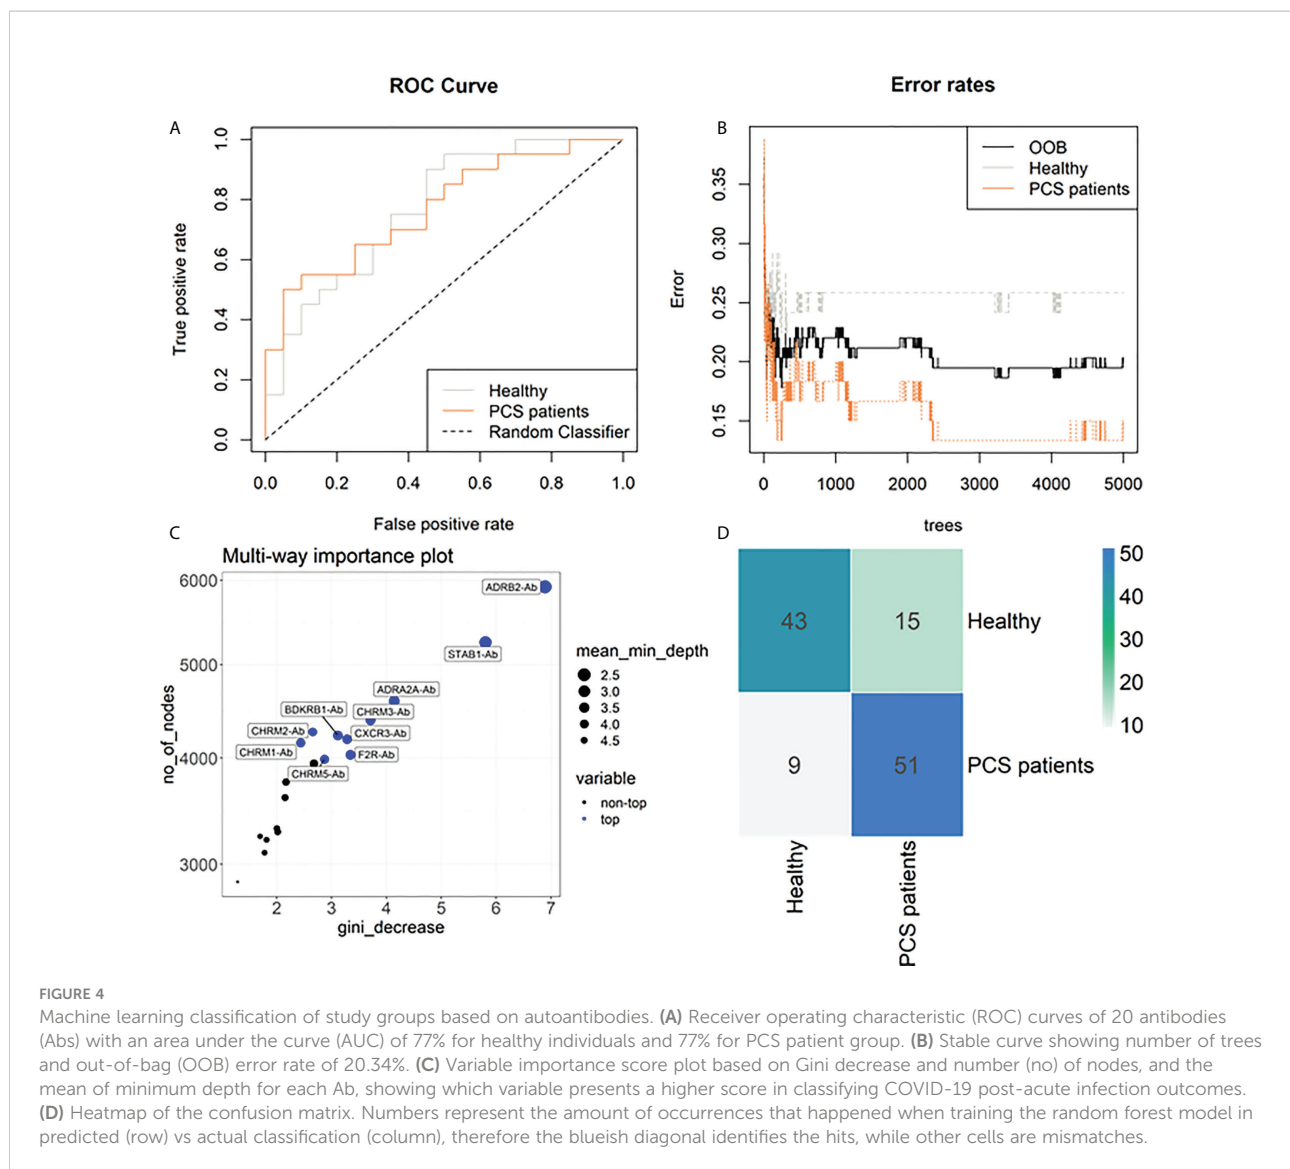 ROC Curve
A
True positive rate
1.0
0.8
0.6
0.4
0.2
0.0
Healthy
PCS patients
Random Classifier
0.0 0.2 0.4 0.6 0.8 1.0
False positive rate
Error rates
B
Error
0.35
0.30
0.25
0.20
0.15
OOB
Healthy
PCS patients
0 1000 2000 3000 4000 5000
trees
C
Multi-way importance plot
no_of_nodes
6000
5000
4000
3000
ADRB2-Ab
STAB1-Ab
ADRA2A-Ab
BDKRB1-Ab
CHRM3-Ab
CHRM2-Ab
CXCR3-Ab
CHRM1-Ab
F2R-Ab
CHRM5-Ab
2 3 4 5 6 7
gini_decrease
mean_min_depth
2.5
3.0
3.5
4.0
4.5
variable
non-top
top
D
43 15 Healthy
9 51 PCS patients
Healthy
PCS patients
50
40
30
20
10
FIGURE 4
Machine learning classification of study groups based on autoantibodies. (A) Receiver operating characteristic (ROC) curves of 20 antibodies
(Abs) with an area under the curve (AUC) of 77% for healthy individuals and 77% for PCS patient group. (B) Stable curve showing number of trees
and out-of-bag (OOB) error rate of 20.34%. (C) Variable importance score plot based on Gini decrease and number (no) of nodes, and the
mean of minimum depth for each Ab, showing which variable presents a higher score in classifying COVID-19 post-acute infection outcomes.
(D) Heatmap of the confusion matrix. Numbers represent the amount of occurrences that happened when training the random forest model in
predicted (row) vs actual classification (column), therefore the blueish diagonal identifies the hits, while other cells are mismatches.